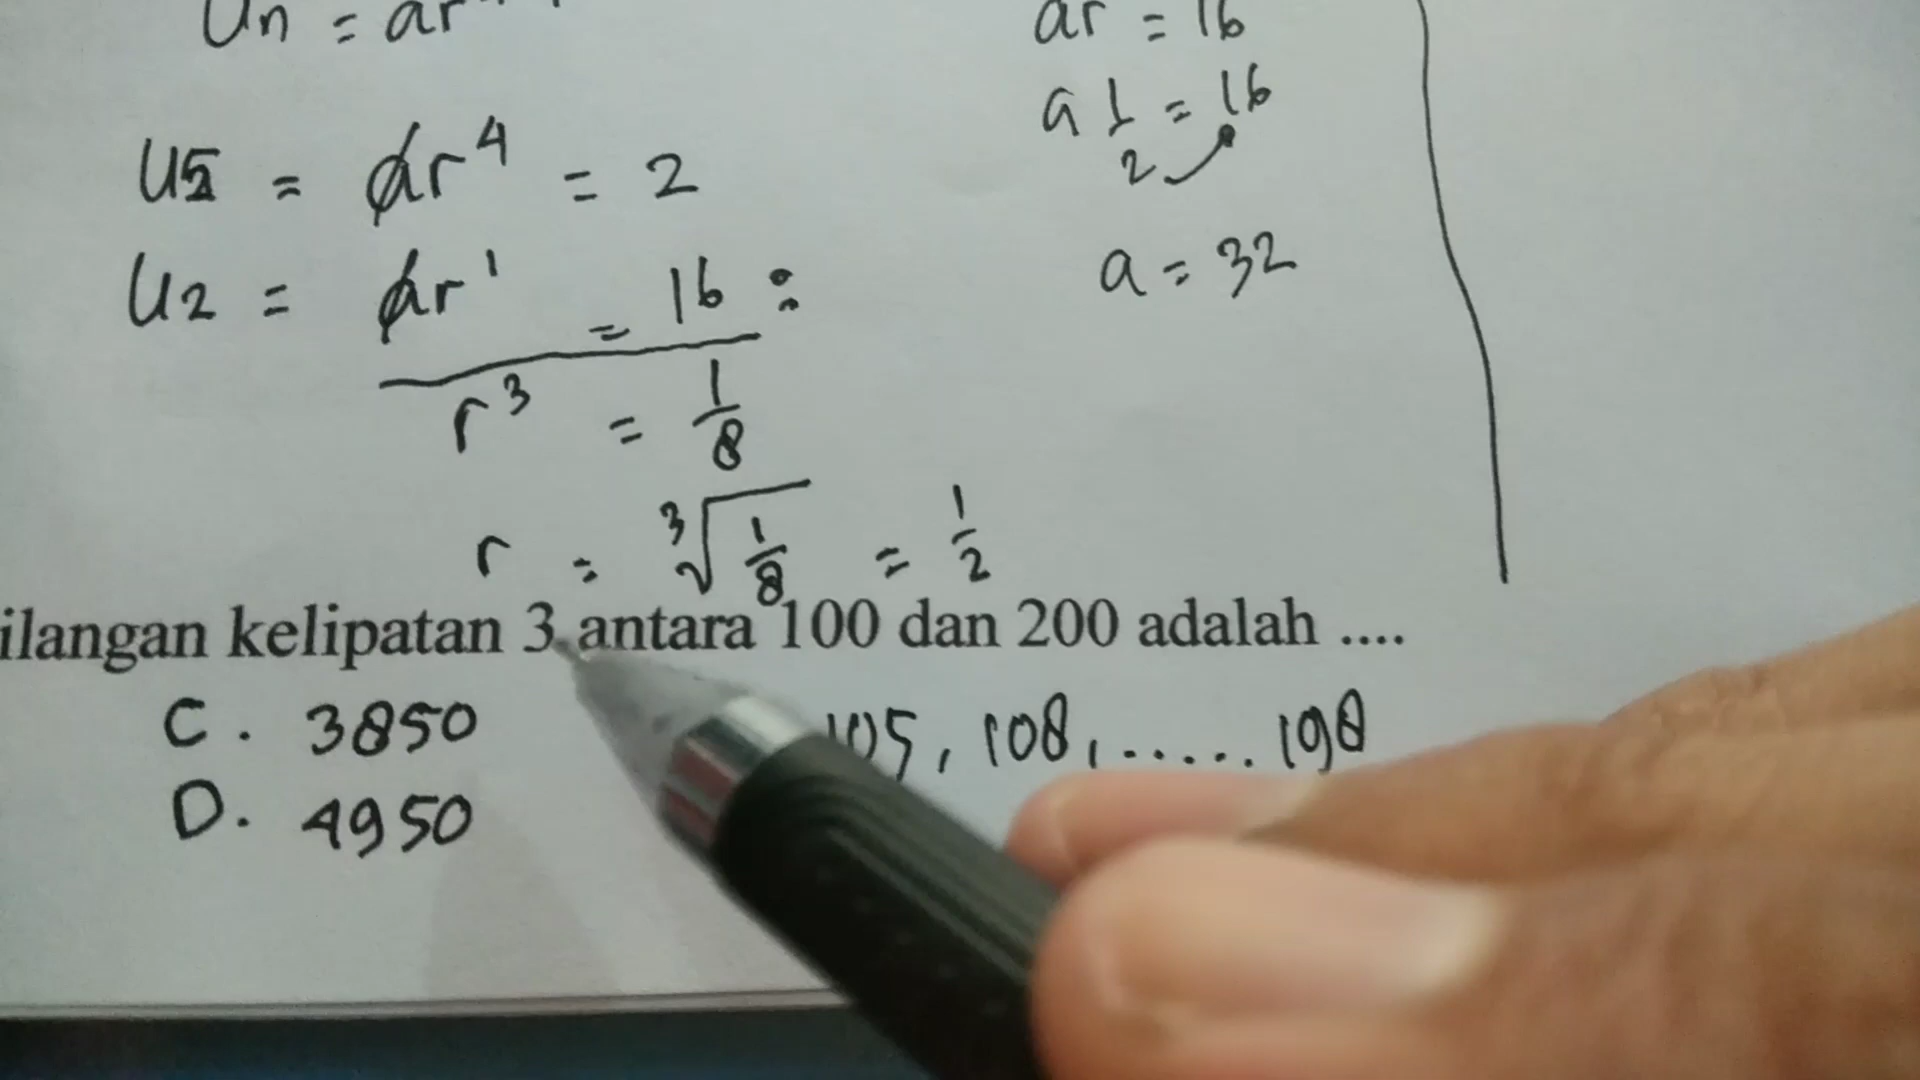 Un = ar
U5 = ar⁴ = 2
U2 = ar¹ = 16 :
r³ = 1/8
r = ³√1/8 = 1/2
ar = 16
a 1/2 = 16
a = 32
kelipatan 3 antara 100 dan 200 adalah ....
C. 3850
D. 4950
105, 108, ..... 198